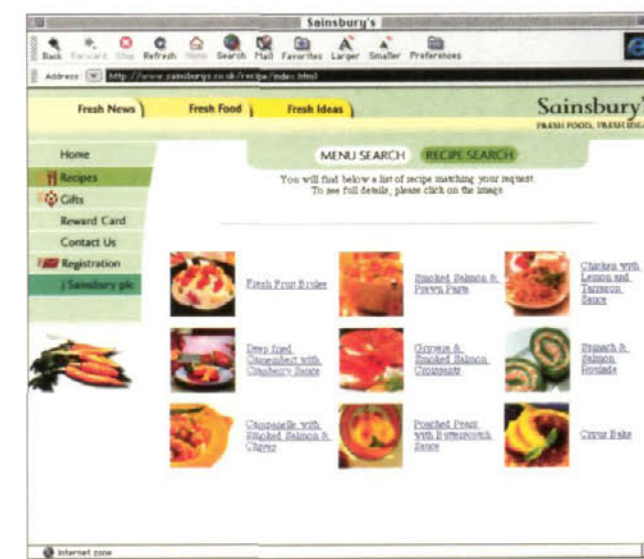 Sainsbury's
Back Forward Stop Refresh Home Search Mail Favorites Larger Smaller Preferences
Address: http://www.sainsburys.co.uk/recipe/index.html
Fresh News Fresh Food Fresh Ideas
Sainsbury'
FRESH FOOD, FRESH IDEA
Home
Recipes
Gifts
Reward Card
Contact Us
Registration
J Sainsbury plc
MENU SEARCH RECIPE SEARCH
You will find below a list of recipe matching your request.
To see full details, please click on the image
Fresh Fruit Brulee
Smoked Salmon &
Prawn Pasta
Chicken with
Lemon and
Tarragon
Sauce
Deep fried
Camembert with
Cranberry Sauce
Gruyere &
Smoked Salmon
Croissants
Spinach &
Salmon
Roulade
Campanelle with
Smoked Salmon &
Chives
Poached Pears
with Butterscotch
Sauce
Citrus Bake
Internet zone